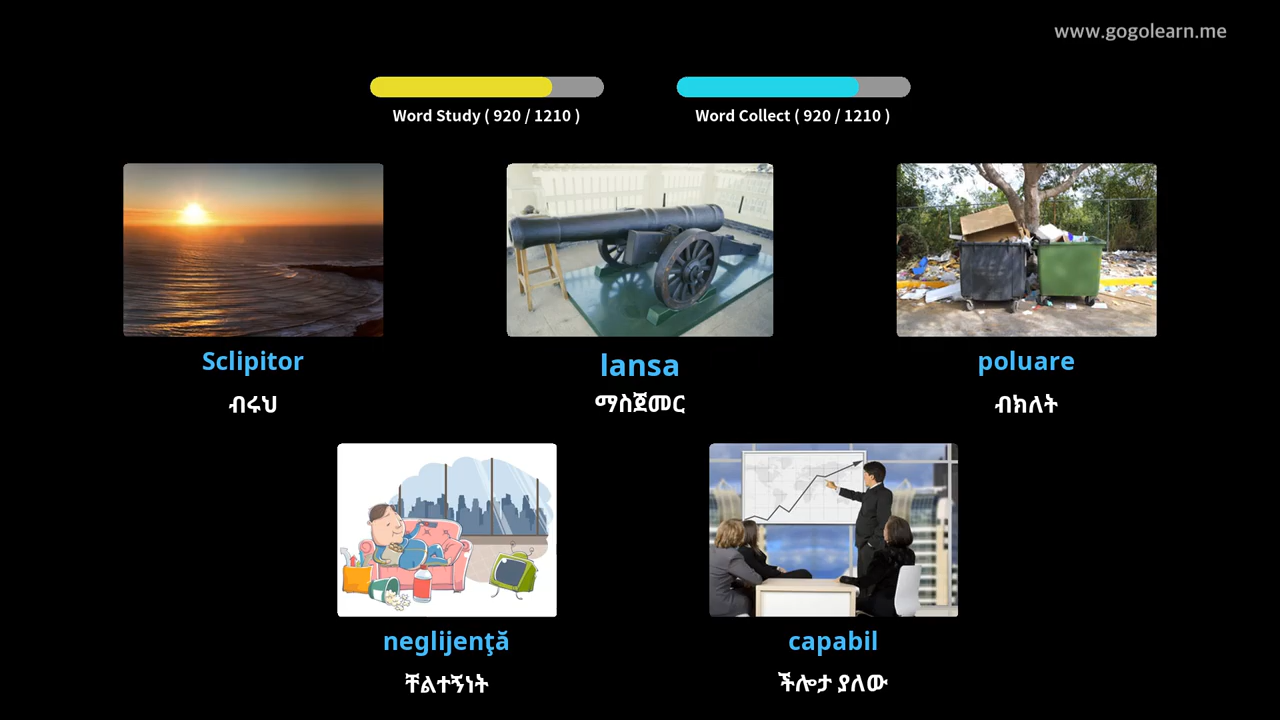 www.gogolearn.me
Word Study ( 920 / 1210 )
Word Collect ( 920 / 1210 )
Sclipitor
ብሩህ
lansa
ማስጀመር
poluare
ብክለት
neglijenţă
ቸልተኝነት
capabil
ችሎታ ያለው